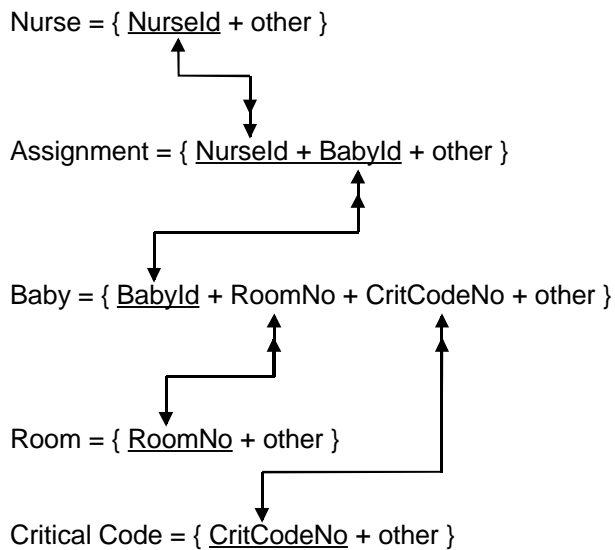 Nurse = { NurseId + other }
Assignment = { NurseId + BabyId + other }
Baby = { BabyId + RoomNo + CritCodeNo + other }
Room = { RoomNo + other }
Critical Code = { CritCodeNo + other }